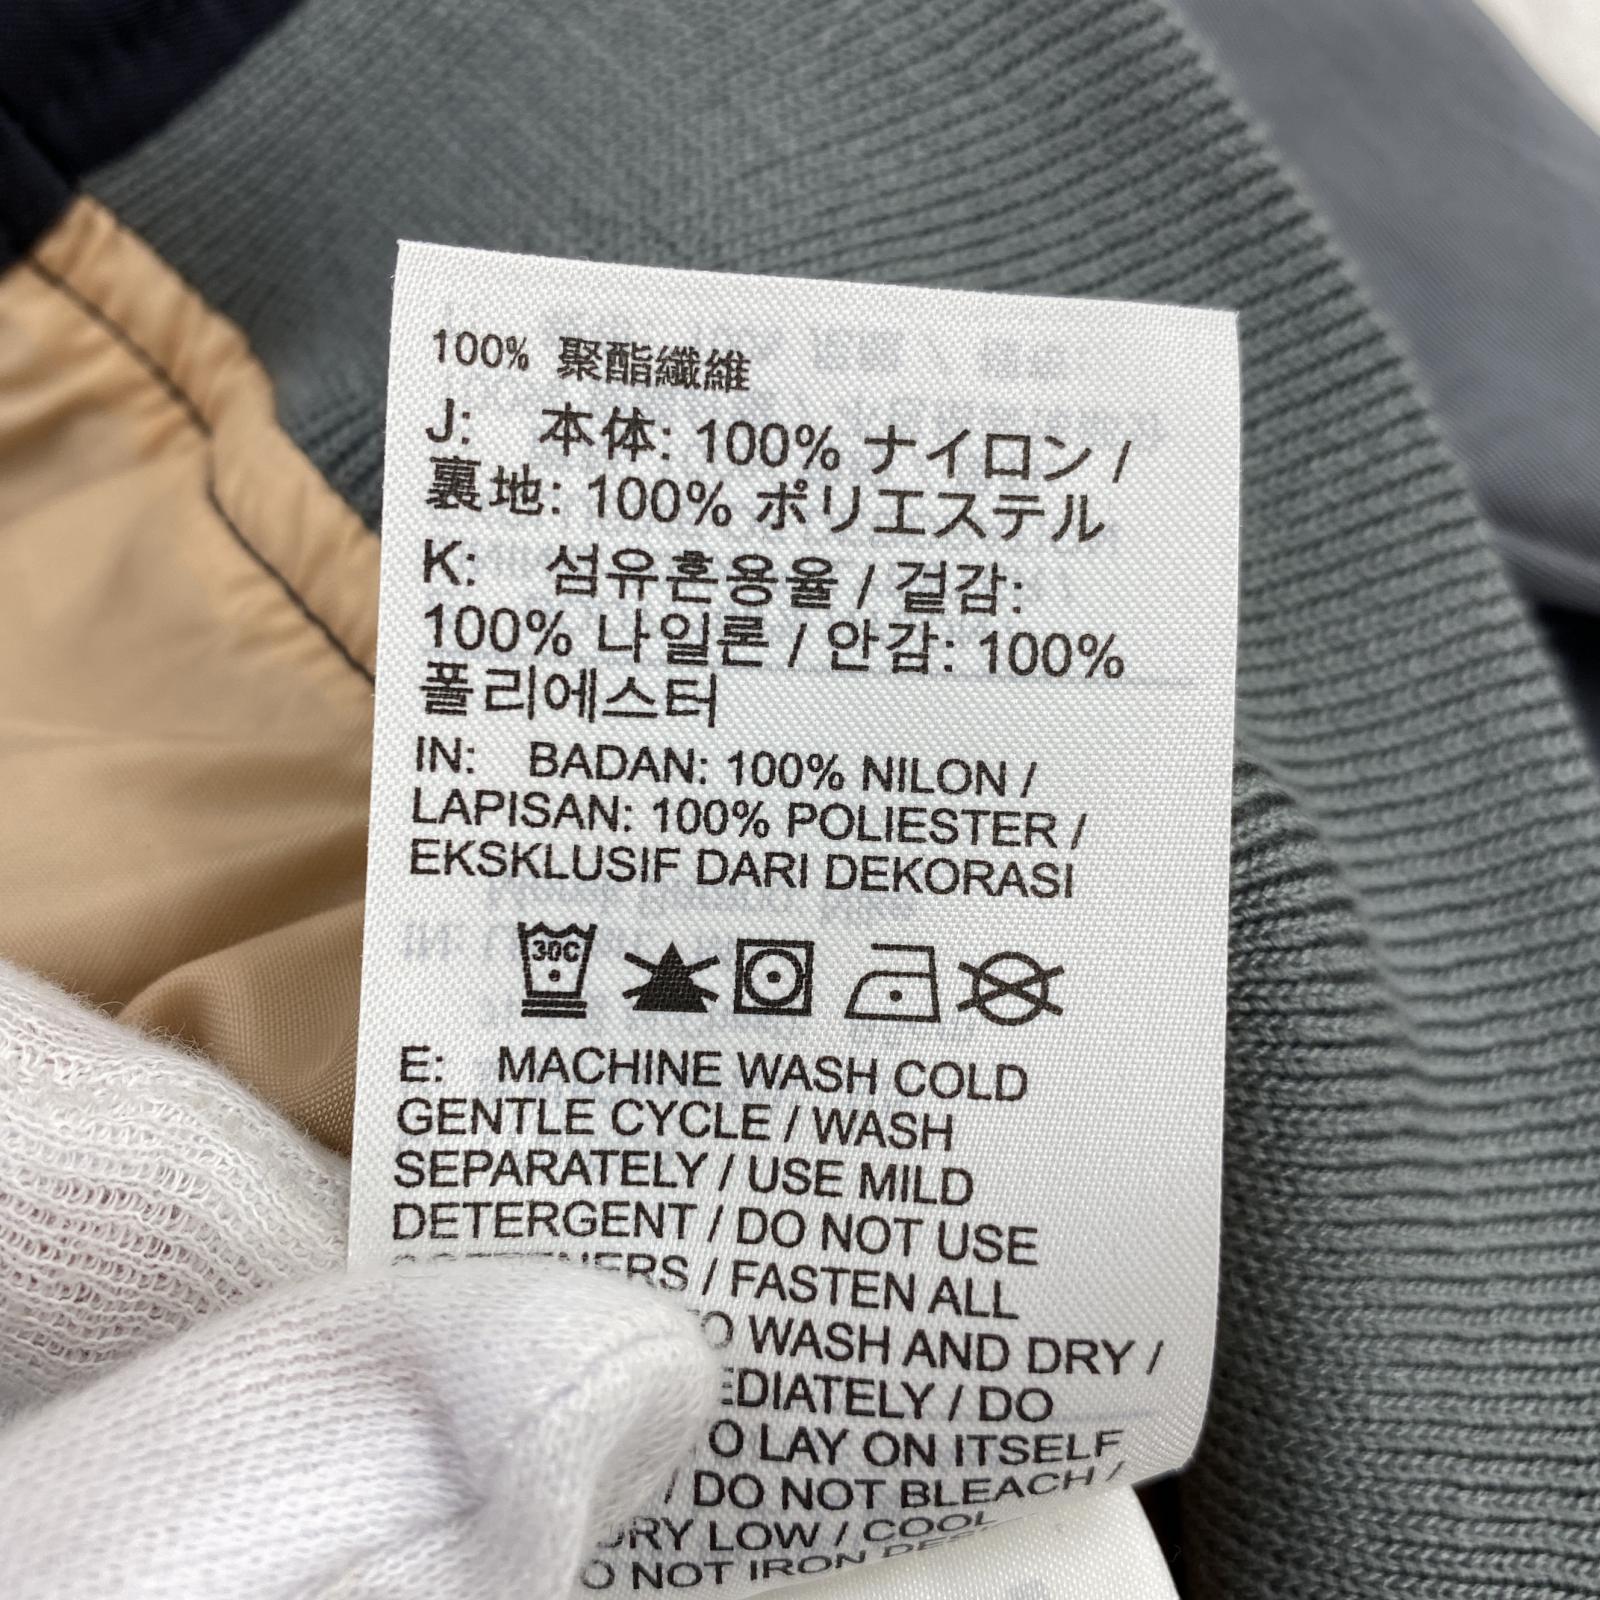 100% 聚酯纖維
J: 本体: 100% ナイロン /
裏地: 100% ポリエステル
K: 섬유혼용율 / 겉감:
100% 나일론 / 안감: 100%
폴리에스터
IN: BADAN: 100% NILON /
LAPISAN: 100% POLIESTER /
EKSKLUSIF DARI DEKORASI
30C
E: MACHINE WASH COLD
GENTLE CYCLE / WASH
SEPARATELY / USE MILD
DETERGENT / DO NOT USE
/ FASTEN ALL
WASH AND DRY /
/ DO
LAY ON ITSELF
/ DO NOT BLEACH /
LOW / COOL
NOT IRON